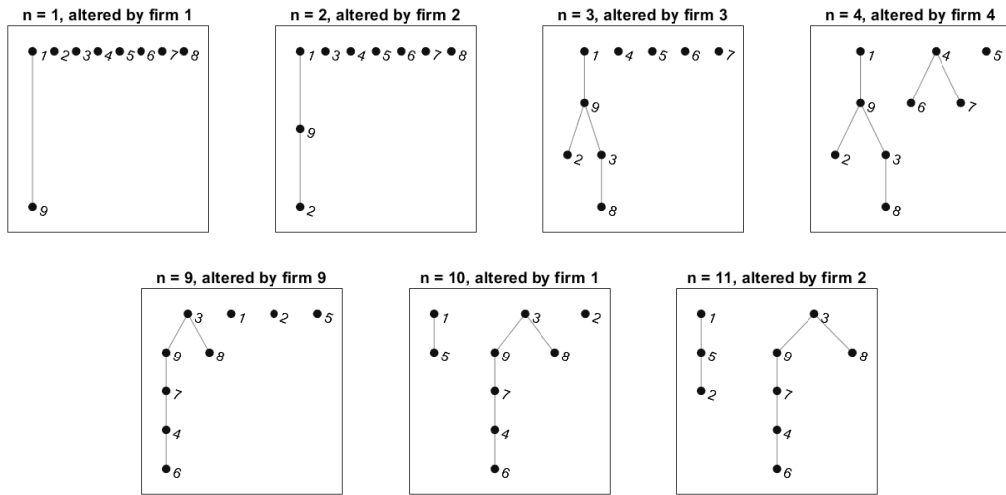 n = 1, altered by firm 1
1 2 3 4 5 6 7 8
9
n = 2, altered by firm 2
1 3 4 5 6 7 8
9
2
n = 3, altered by firm 3
1 4 5 6 7
9
2 3
8
n = 4, altered by firm 4
1 4 5
9 6 7
2 3
8
n = 9, altered by firm 9
3 1 2 5
9 8
7
4
6
n = 10, altered by firm 1
1 3 2
5 9 8
7
4
6
n = 11, altered by firm 2
1 3
5 9 8
2 7
4
6